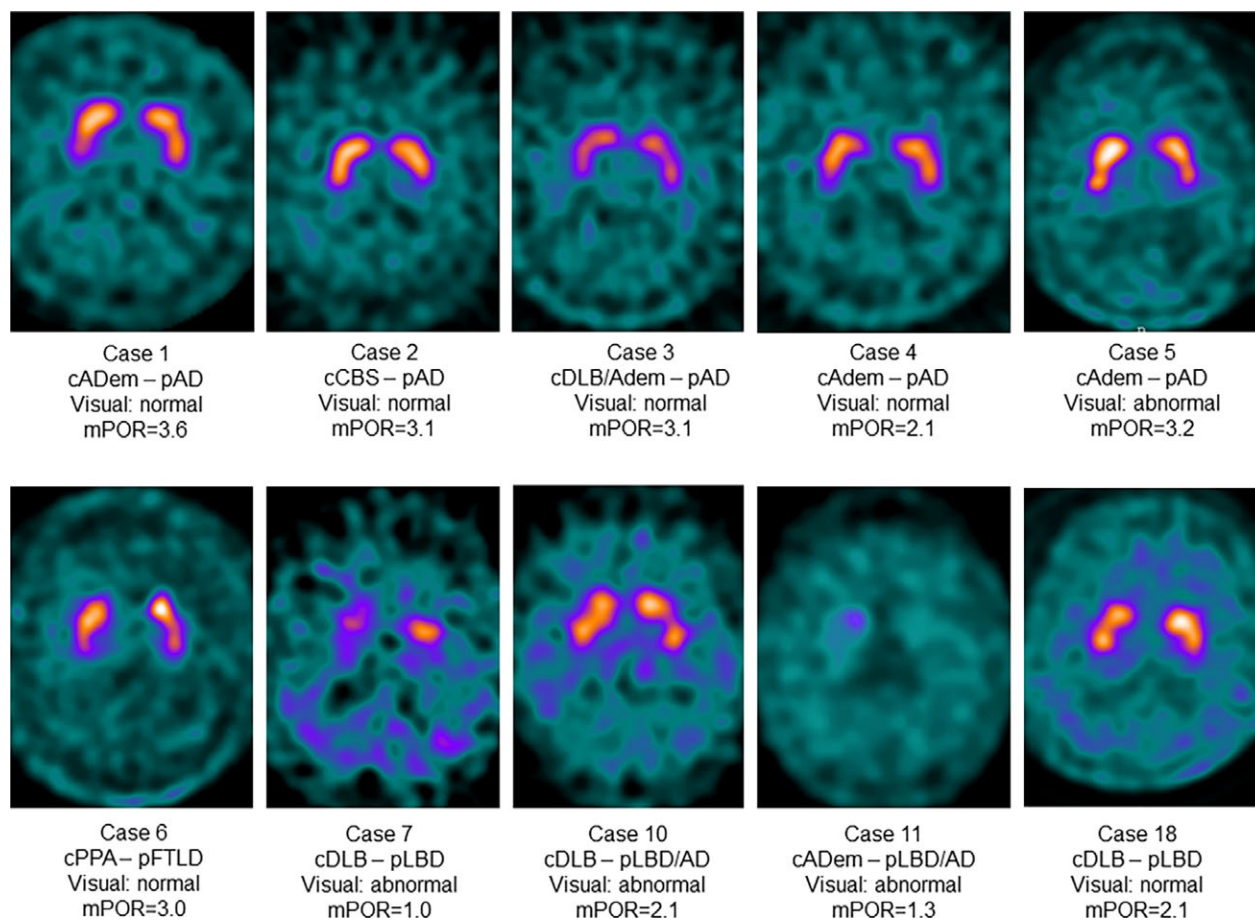 Case 1
cADem – pAD
Visual: normal
mPOR=3.6
Case 2
cCBS – pAD
Visual: normal
mPOR=3.1
Case 3
cDLB/Adem – pAD
Visual: normal
mPOR=3.1
Case 4
cAdem – pAD
Visual: normal
mPOR=2.1
Case 5
cAdem – pAD
Visual: abnormal
mPOR=3.2
Case 6
cPPA – pFTLD
Visual: normal
mPOR=3.0
Case 7
cDLB – pLBD
Visual: abnormal
mPOR=1.0
Case 10
cDLB – pLBD/AD
Visual: abnormal
mPOR=2.1
Case 11
cADem – pLBD/AD
Visual: abnormal
mPOR=1.3
Case 18
cDLB – pLBD
Visual: normal
mPOR=2.1